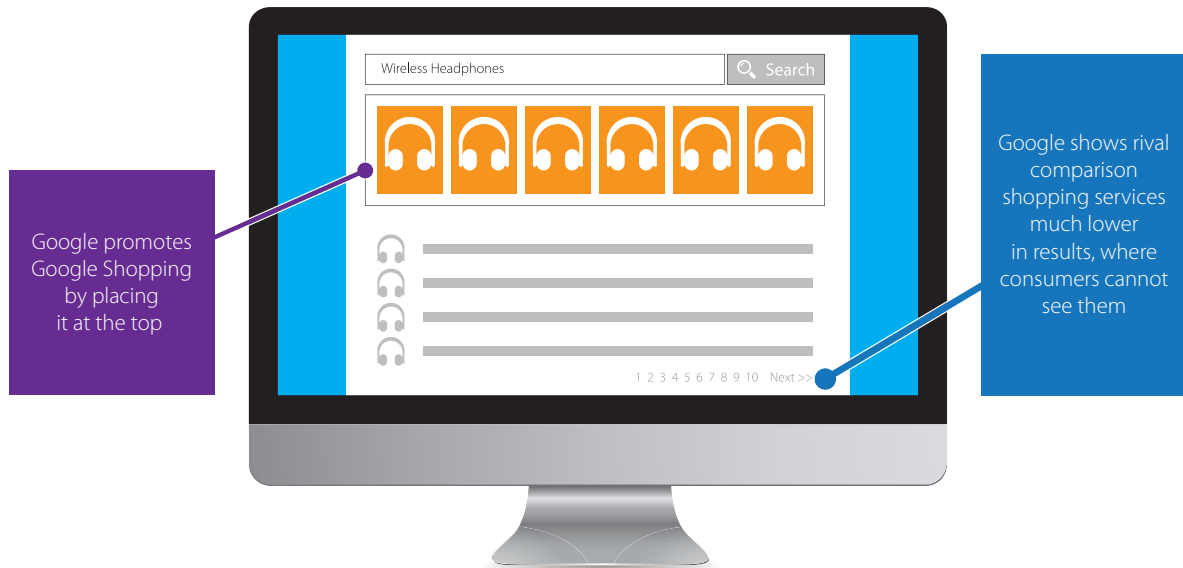 Wireless Headphones
Search
Google promotes
Google Shopping
by placing
it at the top
Google shows rival
comparison
shopping services
much lower
in results, where
consumers cannot
see them
1 2 3 4 5 6 7 8 9 10 Next >>